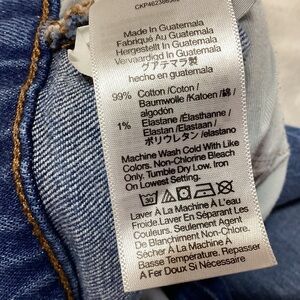 Made In Guatemala
Fabriqué Au Guatemala
Hergestellt In Guatemala
Vervaardigd In Guatemala
グアテマラ製
hecho en guatemala
99% Cotton /Coton /
Baumwolle /Katoen /綿 /
algodón
1% Elastane /Élasthanne /
Elastan /Elastaan /
ポリウレタン /elastano
Machine Wash Cold With Like
Colors. Non-Chlorine Bleach
Only. Tumble Dry Low. Iron
On Lowest Setting.
30
Laver À La Machine À L'eau
Froide Laver En Séparant Les
Couleurs. Seulement Agent
De Blanchiment Non-Chlore.
Sécher Par Culbutage. À
Basse Température. Repasser
À Fer Doux Si Nécessaire